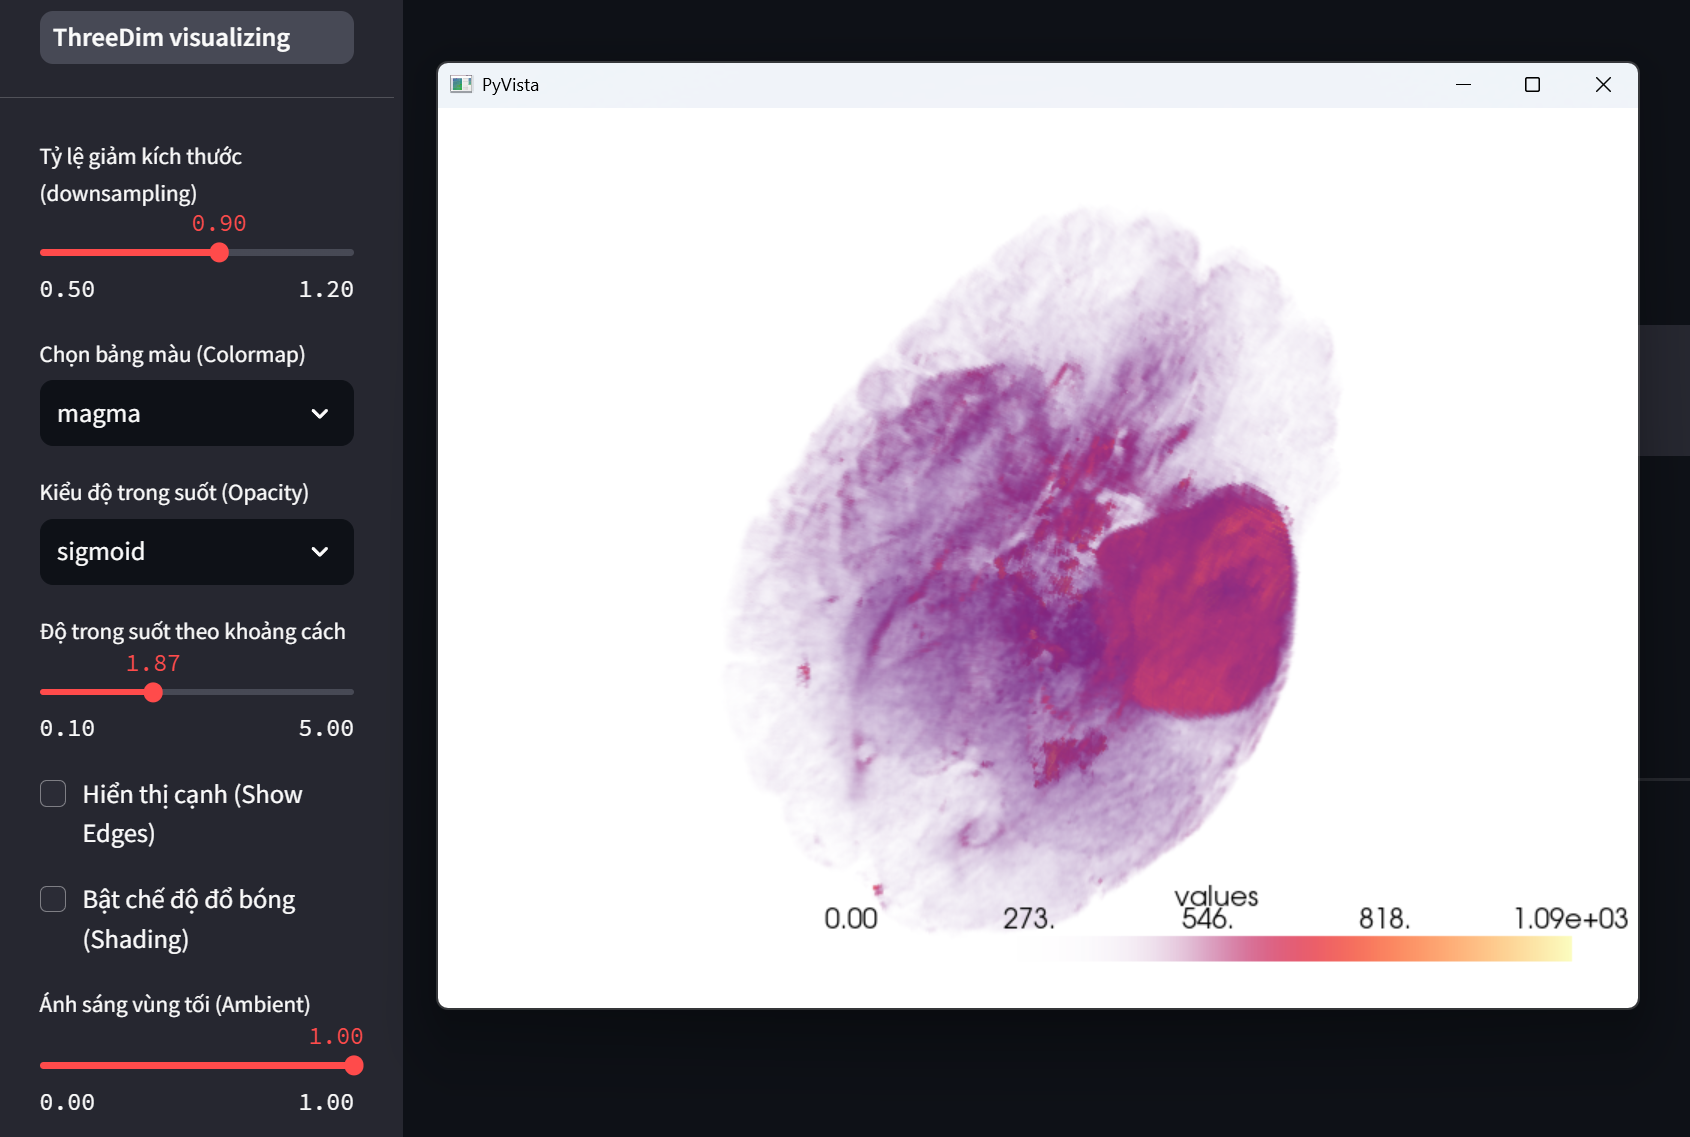 ThreeDim visualizing
Tỷ lệ giảm kích thước
(downsampling)
0.90
0.50 1.20
Chọn bảng màu (Colormap)
magma
Kiểu độ trong suốt (Opacity)
sigmoid
Độ trong suốt theo khoảng cách
1.87
0.10 5.00
Hiển thị cạnh (Show
Edges)
Bật chế độ đổ bóng
(Shading)
Ánh sáng vùng tối (Ambient)
1.00
0.00 1.00
PyVista
values
0.00 273. 546. 818. 1.09e+03